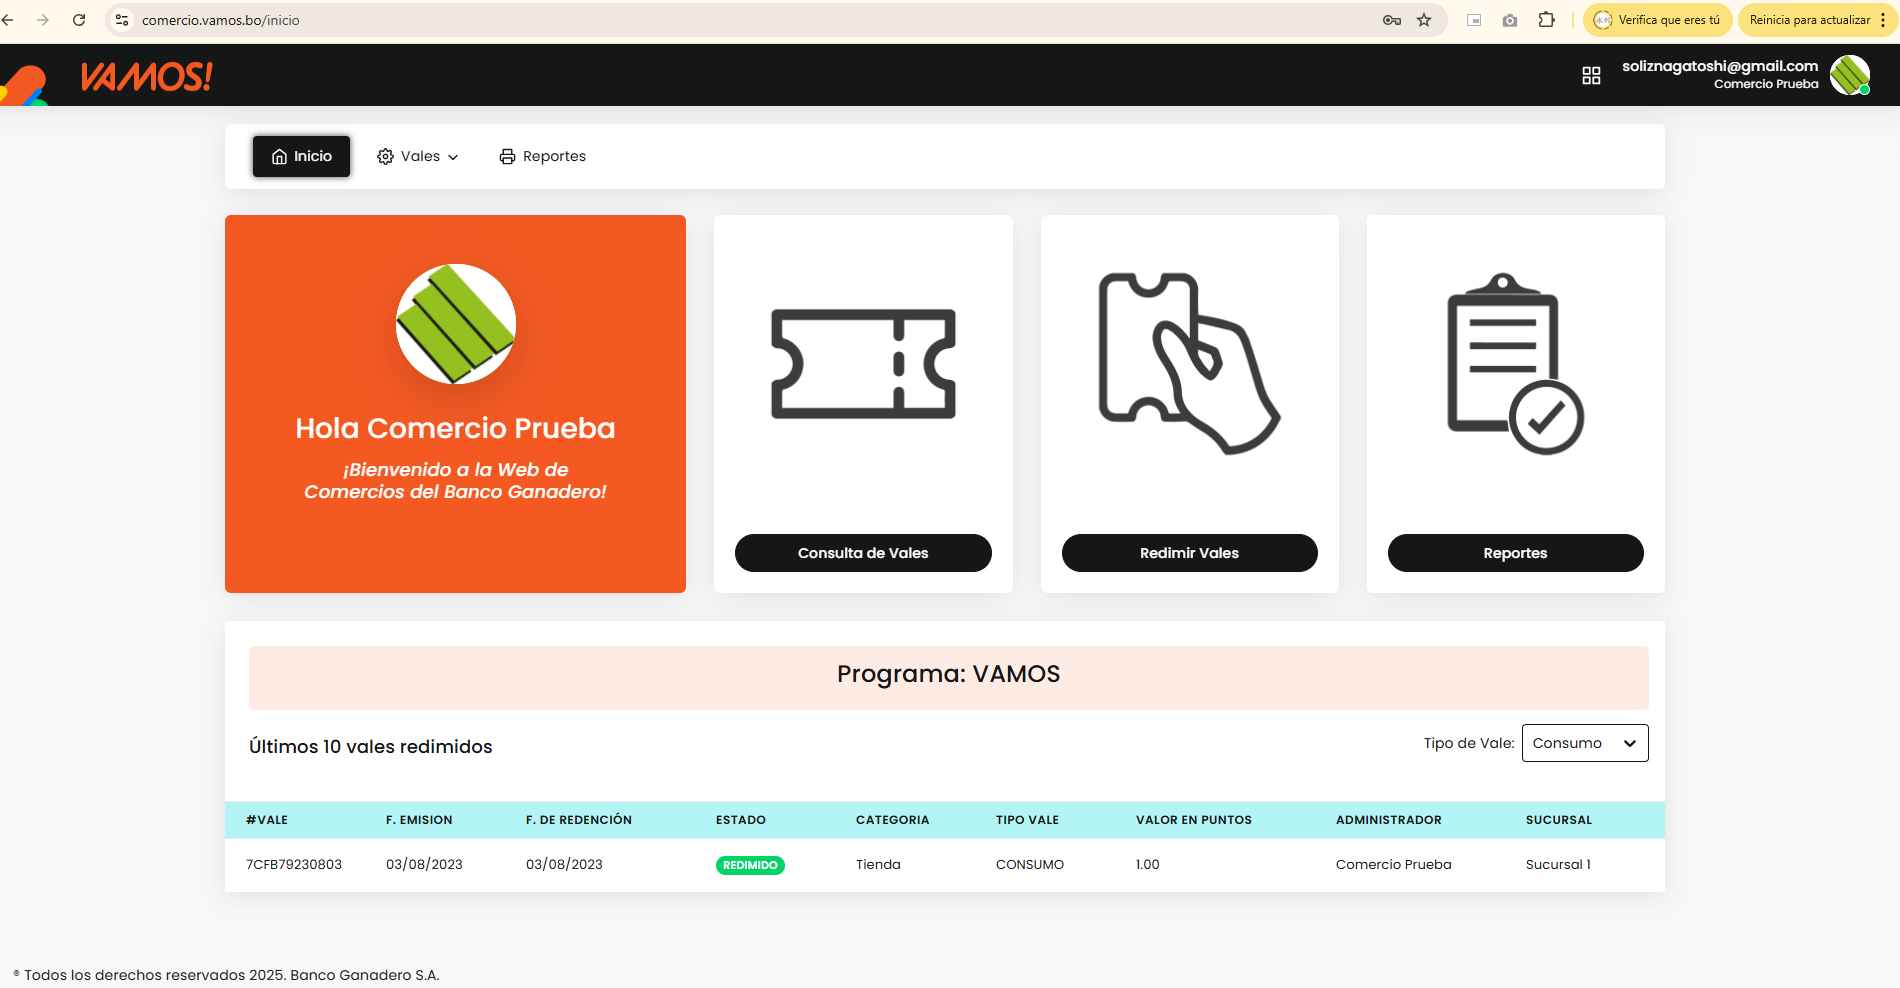 comercio.vamos.bo/inicio
Verifica que eres tú
Reinicia para actualizar
VAMOS!
soliznagatoshi@gmail.com
Comercio Prueba
Inicio
Vales
Reportes
Hola Comercio Prueba
¡Bienvenido a la Web de
Comercios del Banco Ganadero!
Consulta de Vales
Redimir Vales
Reportes
Programa: VAMOS
Últimos 10 vales redimidos
Tipo de Vale: Consumo
#VALE F. EMISION F. DE REDENCIÓN ESTADO CATEGORIA TIPO VALE VALOR EN PUNTOS ADMINISTRADOR SUCURSAL
7CFB79230803 03/08/2023 03/08/2023 REDIMIDO Tienda CONSUMO 1.00 Comercio Prueba Sucursal 1
® Todos los derechos reservados 2025. Banco Ganadero S.A.